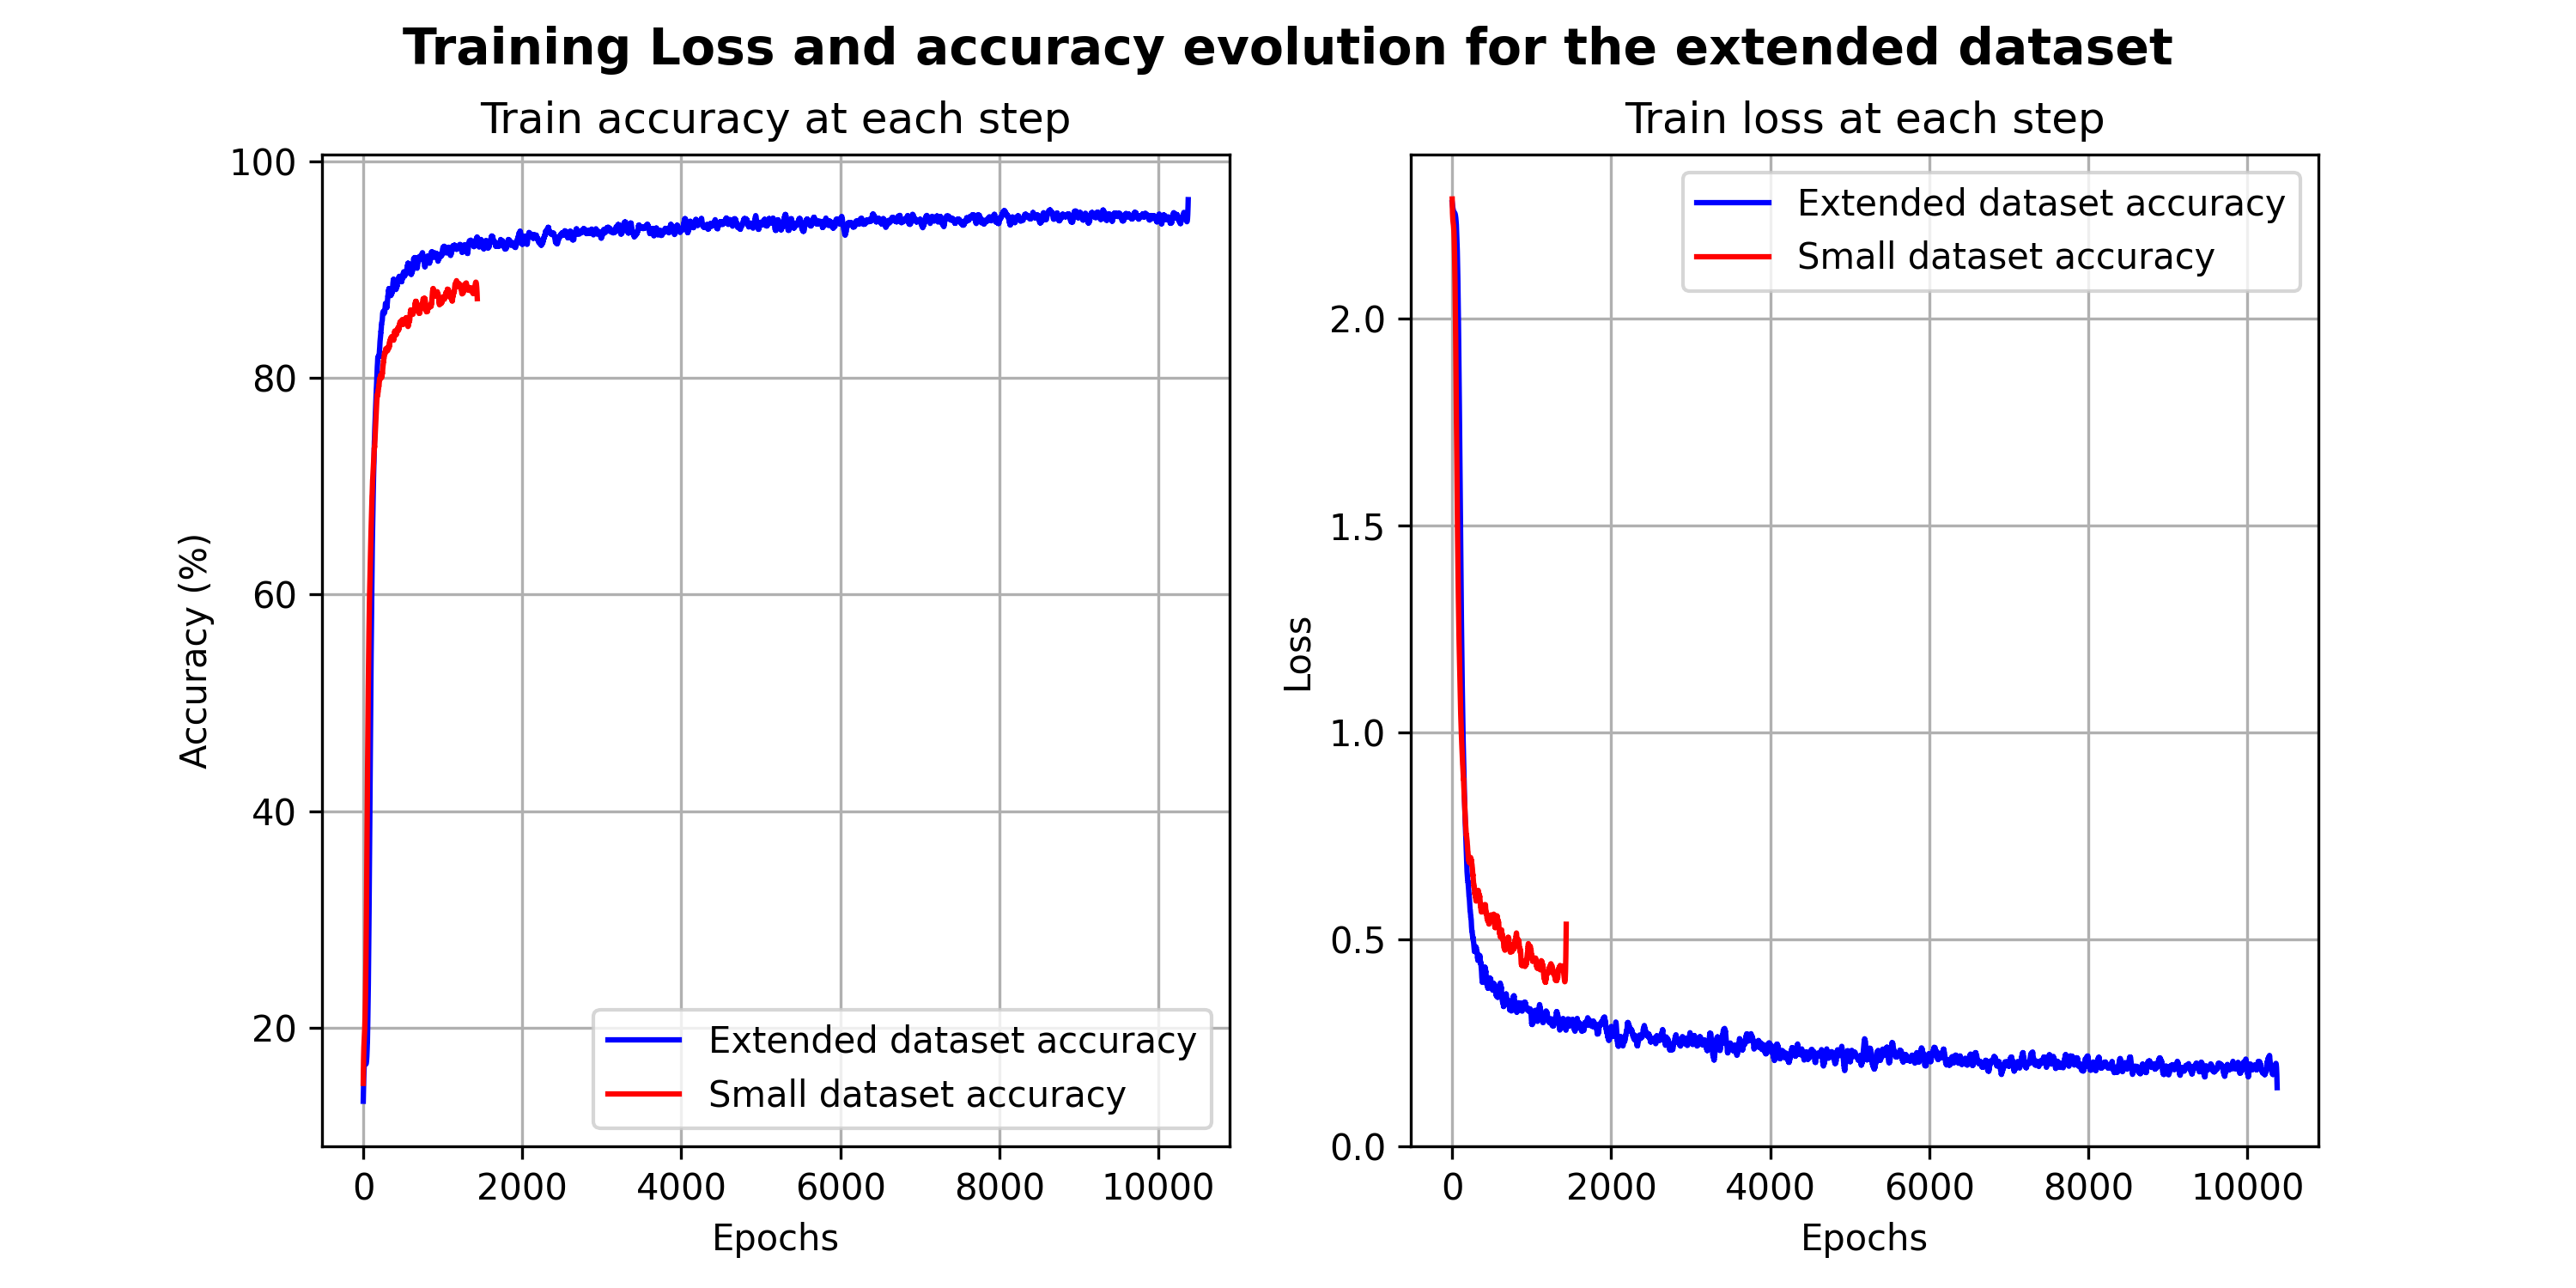 Training Loss and accuracy evolution for the extended dataset
Train accuracy at each step
100
80
60
40
20
Accuracy (%)
Extended dataset accuracy
Small dataset accuracy
0 2000 4000 6000 8000 10000
Epochs
Train loss at each step
Extended dataset accuracy
Small dataset accuracy
2.0
1.5
1.0
0.5
0.0
Loss
0 2000 4000 6000 8000 10000
Epochs